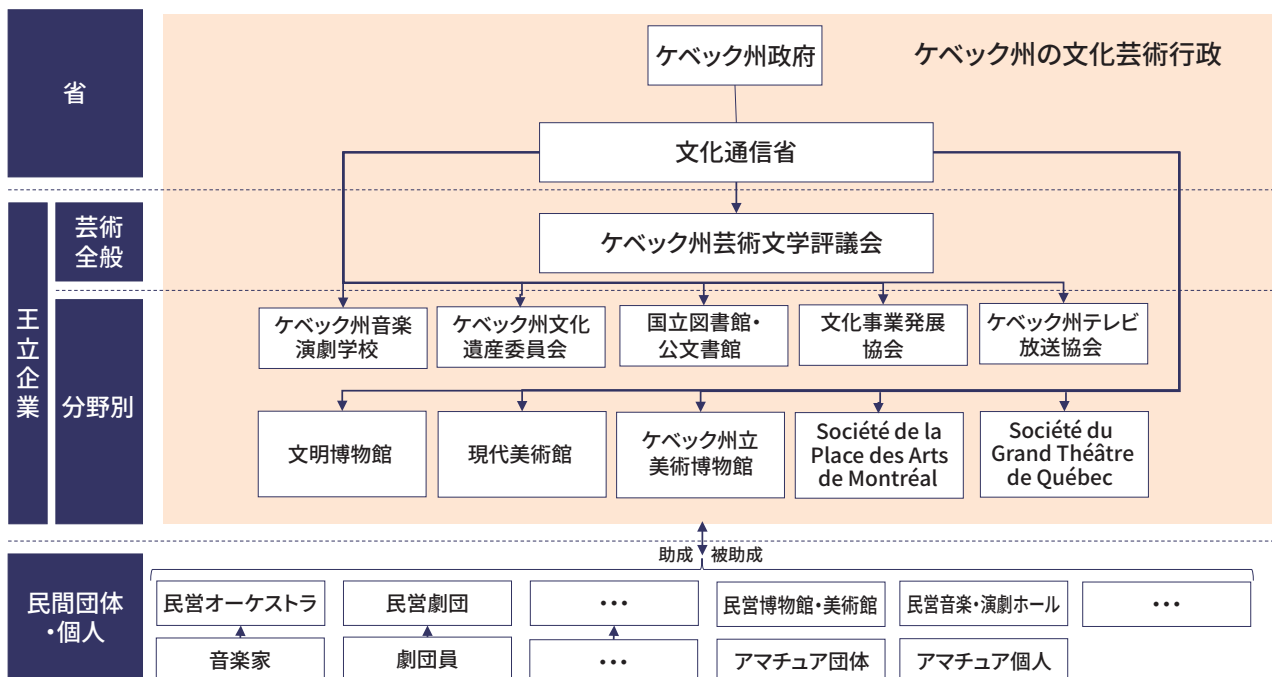 ケベック州の文化芸術行政
省
ケベック州政府
文化通信省
王立企業
芸術
全般
ケベック州芸術文学評議会
分野別
ケベック州音楽
演劇学校
ケベック州文化
遺産委員会
国立図書館・
公文書館
文化事業発展
協会
ケベック州テレビ
放送協会
文明博物館
現代美術館
ケベック州立
美術博物館
Société de la
Place des Arts
de Montréal
Société du
Grand Théâtre
de Québec
助成
被助成
民間団体
・個人
民営オーケストラ
民営劇団
・・・
民営博物館・美術館
民営音楽・演劇ホール
・・・
音楽家
劇団員
・・・
アマチュア団体
アマチュア個人